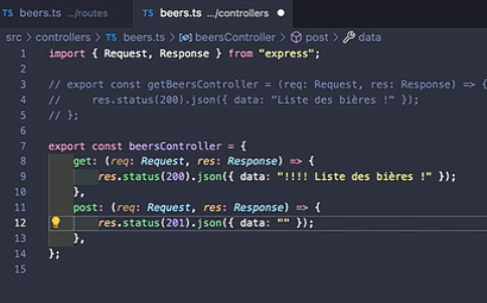 TS beers.ts .../routes TS beers.ts .../controllers ●
src > controllers > TS beers.ts > beersController > post > data
1 import { Request, Response } from "express";
2
3 // export const getBeersController = (req: Request, res: Response) => {
4 //     res.status(200).json({ data: "Liste des bières !" });
5 // };
6
7 export const beersController = {
8     get: (req: Request, res: Response) => {
9         res.status(200).json({ data: "!!!! Liste des bières !" });
10     },
11     post: (req: Request, res: Response) => {
12         res.status(201).json({ data: "" });
13     },
14 };
15